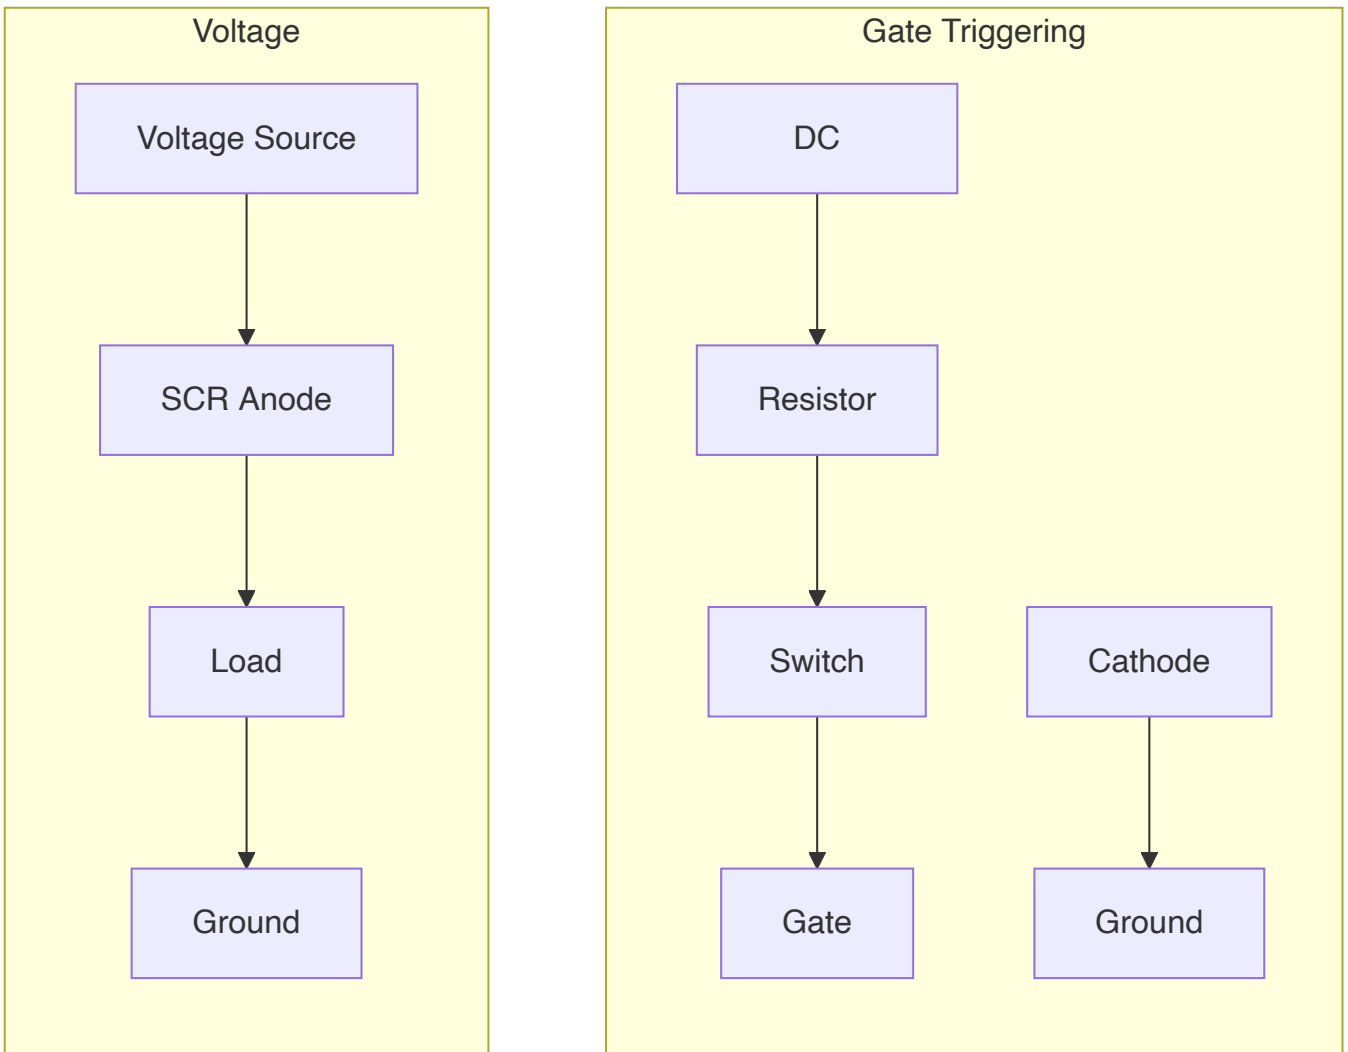 Voltage
Voltage Source
SCR Anode
Load
Ground
Gate Triggering
DC
Resistor
Switch
Cathode
Gate
Ground